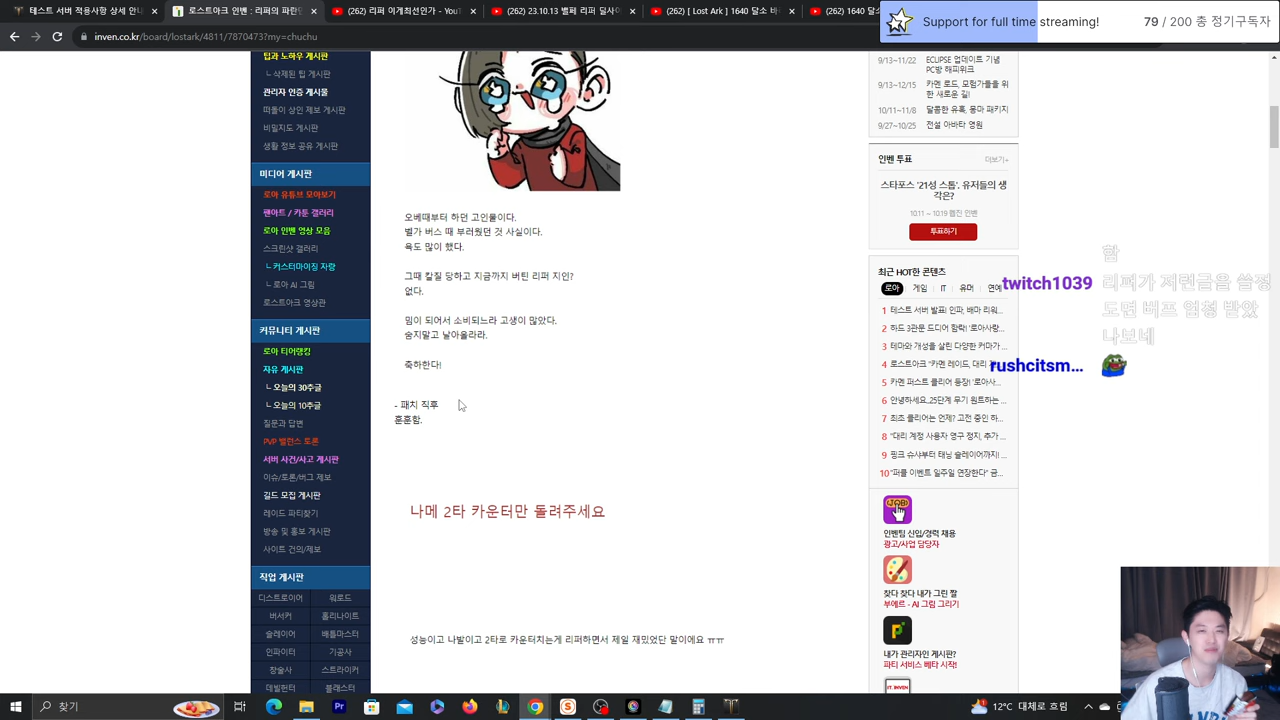 테스트 서버 적용사항 상세 안내
로스트아크 인벤 : 리퍼의 파란만
(262) 리퍼 이게최선인가 - YouT
(262) 23.10.13 밸패 리퍼 딜사이
(262) [ Lost Ark ] 1640 딜소
(262) 1640 딜
Support for full time streaming!
79 / 200 총 정기구독자
inven.co.kr/board/lostark/4811/787047?my=chuchu
팁과 노하우 게시판
└ 삭제된 팁 게시판
관리자 인증 게시물
떠돌이 상인 제보 게시판
비밀지도 게시판
생활 정보 공유 게시판
미디어 게시판
로아 유튜브 모아보기
팬아트 / 카툰 갤러리
로아 인벤 영상 모음
스크린샷 갤러리
└ 커스터마이징 자랑
└ 로아 AI 그림
로스트아크 영상관
커뮤니티 게시판
로아 티어랭킹
자유 게시판
└ 오늘의 30추글
└ 오늘의 10추글
질문과 답변
PVP 밸런스 토론
서버 사건/사고 게시판
이슈/토론/버그 제보
길드 모집 게시판
레이드 파티찾기
방송 및 홍보 게시판
사이트 건의/제보
직업 게시판
디스트로이어 워로드
버서커 홀리나이트
슬레이어 배틀마스터
인파이터 기공사
창술사 스트라이커
데빌헌터 블래스터
오베때부터 하던 고인물이다.
별가 버스 때 부러웠던 것 사실이다.
욕도 많이 했다.
그때 칼질 당하고 지금까지 버틴 리퍼 지인?
없다.
밈이 되어서 소비되느라 고생이 많았다.
숨지말고 날아올라라.
축하한다!
- 패치 직후
훈훈함.
나메 2타 카운터만 돌려주세요
성능이고 나발이고 2타로 카운터치는게 리퍼하면서 제일 재밌었단 말이에요 ㅠㅠ
9/13~11/22 ECLIPSE 업데이트 기념
PC방 해피위크
9/13~12/15 카멘 로드, 모험가들을 위
한 새로운 길!
10/11~11/8 달콤한 유혹, 몽마 패키지
9/27~10/25 전설 아바타 염원
인벤 투표 더보기+
스타포스 '21성 스톱'. 유저들의 생
각은?
10.11 ~ 10.19 웹진 인벤
투표하기
최근 HOT한 콘텐츠
로아 게임 IT 유머 연예
1 테스트 서버 발표! 인파, 배마 리워...
2 하드 3관문 드디어 함락! '로아사랑...
3 테마와 개성을 살린 다양한 커마가 ...
4 로스트아크 "카멘 레이드, 대리
5 카멘 퍼스트 클리어 등장! '로아사...
6 안녕하세요..25단계 무기 원트하는 ...
7 최초 클리어는 언제? 고전 중인 하...
8 "대리 계정 사용자 영구 정지, 추가 ...
9 핑크 슈샤부터 태닝 슬레이어까지! ...
10 "퍼클 이벤트 일주일 연장한다" 금...
JOB!
인벤팀 신입/경력 채용
광고/사업 담당자
찾다 찾다 내가 그린 짤
부에르 - AI 그림 그리기
내가 관리자인 게시판?
파티 서비스 베타 시작!
IT. INVEN
함
twitch1039 리퍼가 저런글을 쓸정
도면 버프 엄청 받았
나보네
rushcitsm...
찾기
12°C 대체로 흐림